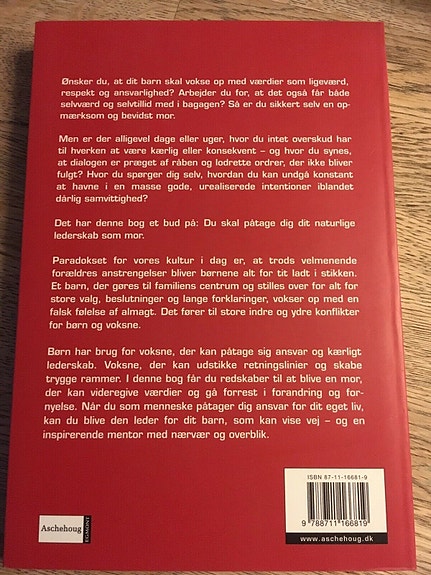 Ønsker du, at dit barn skal vokse op med værdier som ligeværd,
respekt og ansvarlighed? Arbejder du for, at det også får både
selvværd og selvtillid med i bagagen? Så er du sikkert selv en op-
mærksom og bevidst mor.
Men er der alligevel dage eller uger, hvor du intet overskud har
til hverken at være kærlig eller konsekvent – og hvor du synes,
at dialogen er præget af råben og lodrette ordrer, der ikke bliver
fulgt? Hvor du spørger dig selv, hvordan du kan undgå konstant
at havne i en masse gode, urealiserede intentioner iblandet
dårlig samvittighed?
Det har denne bog et bud på: Du skal påtage dig dit naturlige
lederskab som mor.
Paradokset for vores kultur i dag er, at trods velmenende
forældres anstrengelser bliver børnene alt for tit ladt i stikken.
Et barn, der gøres til familiens centrum og stilles over for alt for
store valg, beslutninger og lange forklaringer, vokser op med en
falsk følelse af almagt. Det fører til store indre og ydre konflikter
for børn og voksne.
Børn har brug for voksne, der kan påtage sig ansvar og kærligt
lederskab. Voksne, der kan udstikke retningslinier og skabe
trygge rammer. I denne bog får du redskaber til at blive en mor,
der kan videregive værdier og gå forrest i forandring og for-
nyelse. Når du som menneske påtager dig ansvar for dit eget liv,
kan du blive den leder for dit barn, som kan vise vej – og en
inspirerende mentor med nærvær og overblik.
ISBN 87-11-16681-9
9 788711 166819
www.aschehoug.dk
Aschehoug
EGMONT